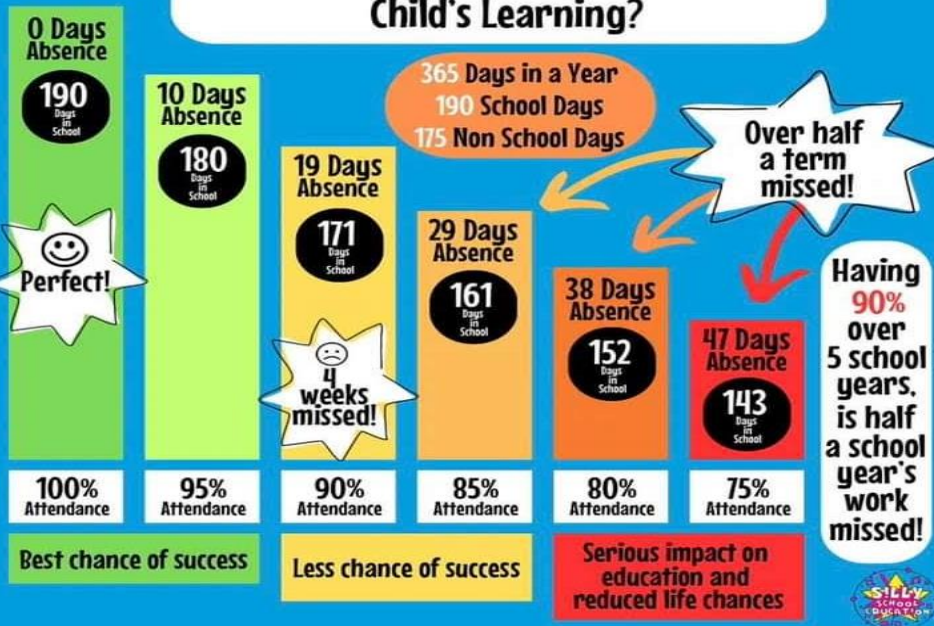 Child's Learning?
365 Days in a Year
190 School Days
175 Non School Days
Over half
a term
missed!
0 Days
Absence
190
Days
in
School
Perfect!
100%
Attendance
10 Days
Absence
180
Days
in
School
95%
Attendance
19 Days
Absence
171
Days
in
School
4
weeks
missed!
90%
Attendance
29 Days
Absence
161
Days
in
School
85%
Attendance
38 Days
Absence
152
Days
in
School
80%
Attendance
47 Days
Absence
143
Days
in
School
75%
Attendance
Having
90%
over
5 school
years,
is half
a school
year's
work
missed!
Best chance of success
Less chance of success
Serious impact on
education and
reduced life chances
SILLY
SCHOOL
EDUCATION